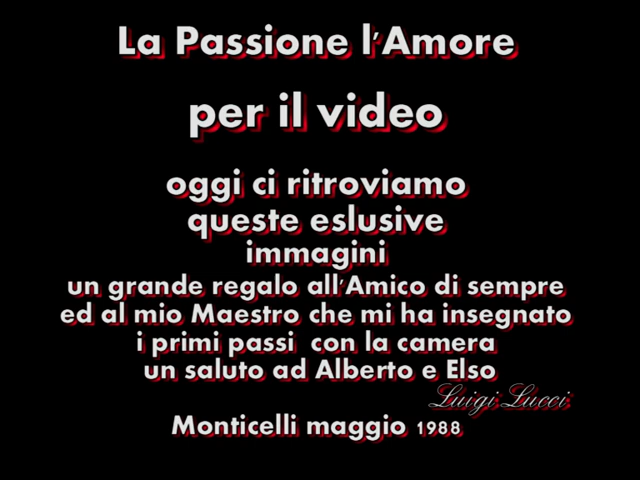 La Passione l'Amore
per il video
oggi ci ritroviamo
queste eslusive
immagini
un grande regalo all'Amico di sempre
ed al mio Maestro che mi ha insegnato
i primi passi con la camera
un saluto ad Alberto e Elso
Luigi Lucci
Monticelli maggio 1988